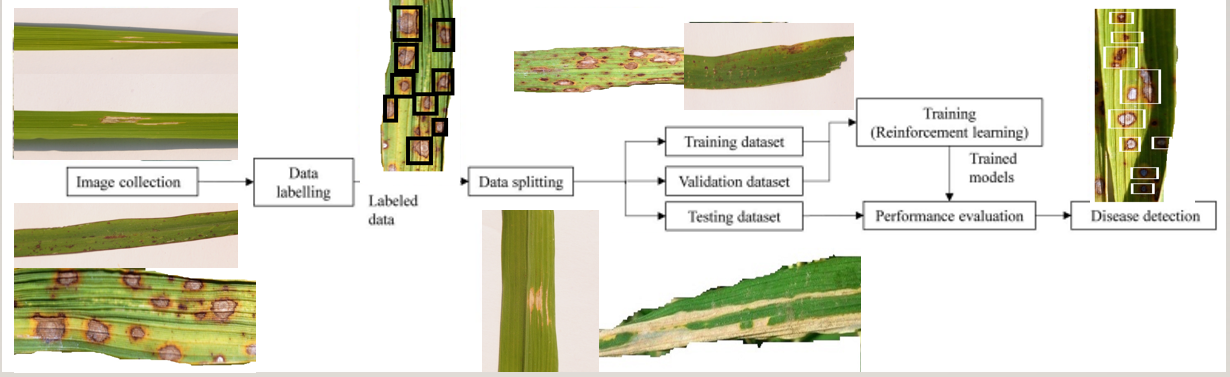 Image collection
Data
labelling
Labeled
data
Data splitting
Training dataset
Validation dataset
Testing dataset
Training
(Reinforcement learning)
Trained
models
Performance evaluation
Disease detection